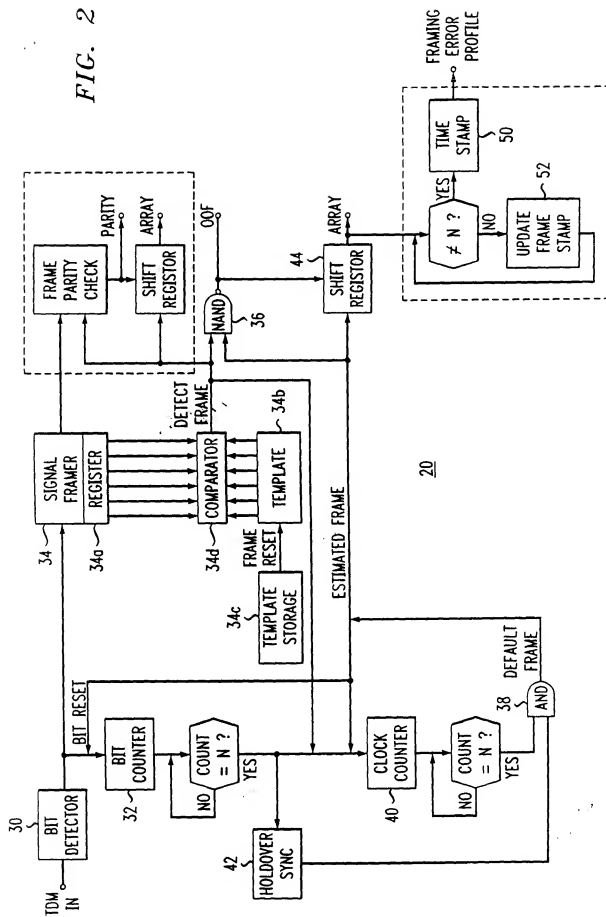 FIG. 2
TDM
IN
30
BIT
DETECTOR
BIT RESET
BIT
COUNTER
32
COUNT
= N ?
NO
YES
42
HOLDOVER
SYNC
CLOCK
COUNTER
40
COUNT
= N ?
NO
YES
AND
38
DEFAULT
FRAME
ESTIMATED FRAME
20
34
SIGNAL
FRAMER
REGISTER
34a
COMPARATOR
34d
TEMPLATE
34b
FRAME
RESET
TEMPLATE
STORAGE
34c
DETECT
FRAME
FRAME
PARITY
CHECK
PARITY
SHIFT
REGISTOR
ARRAY
NAND
36
OOF
44
SHIFT
REGISTOR
ARRAY
≠ N ?
YES
NO
TIME
STAMP
50
FRAMING
ERROR
PROFILE
52
UPDATE
FRAME
STAMP